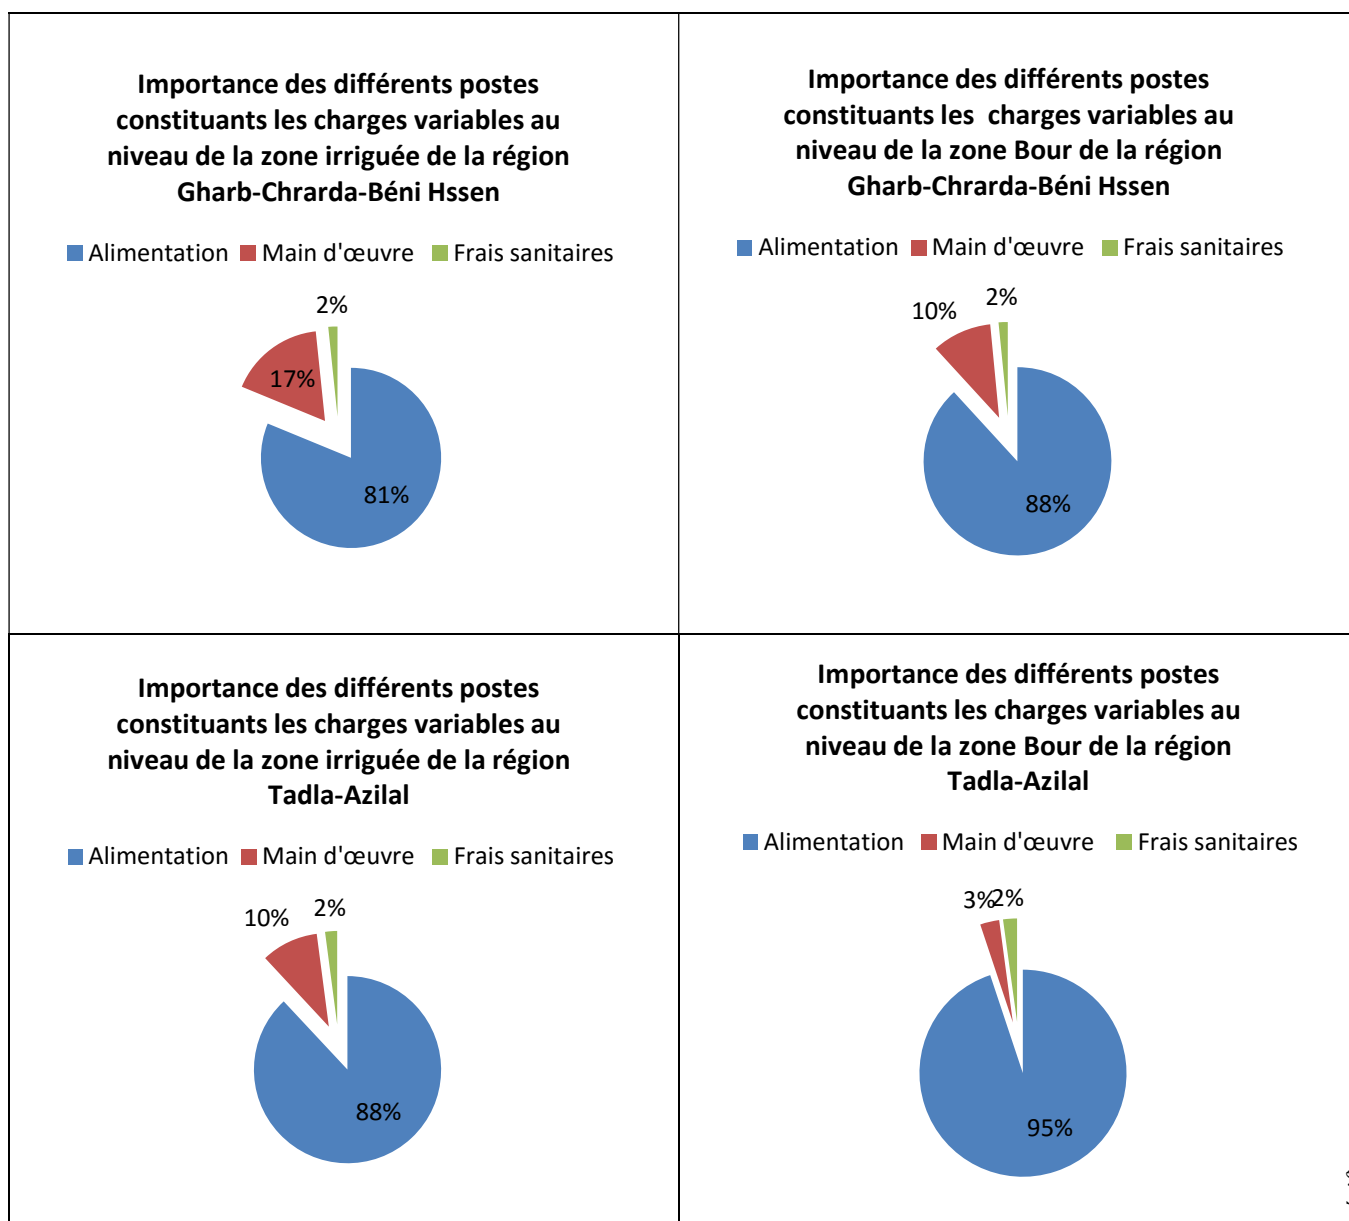 Importance des différents postes
constituants les charges variables au
niveau de la zone irriguée de la région
Gharb-Chrarda-Béni Hssen
Alimentation Main d'œuvre Frais sanitaires
2%
17%
81%
Importance des différents postes
constituants les charges variables au
niveau de la zone Bour de la région
Gharb-Chrarda-Béni Hssen
Alimentation Main d'œuvre Frais sanitaires
2%
10%
88%
Importance des différents postes
constituants les charges variables au
niveau de la zone irriguée de la région
Tadla-Azilal
Alimentation Main d'œuvre Frais sanitaires
10% 2%
88%
Importance des différents postes
constituants les charges variables au
niveau de la zone Bour de la région
Tadla-Azilal
Alimentation Main d'œuvre Frais sanitaires
3% 2%
95%